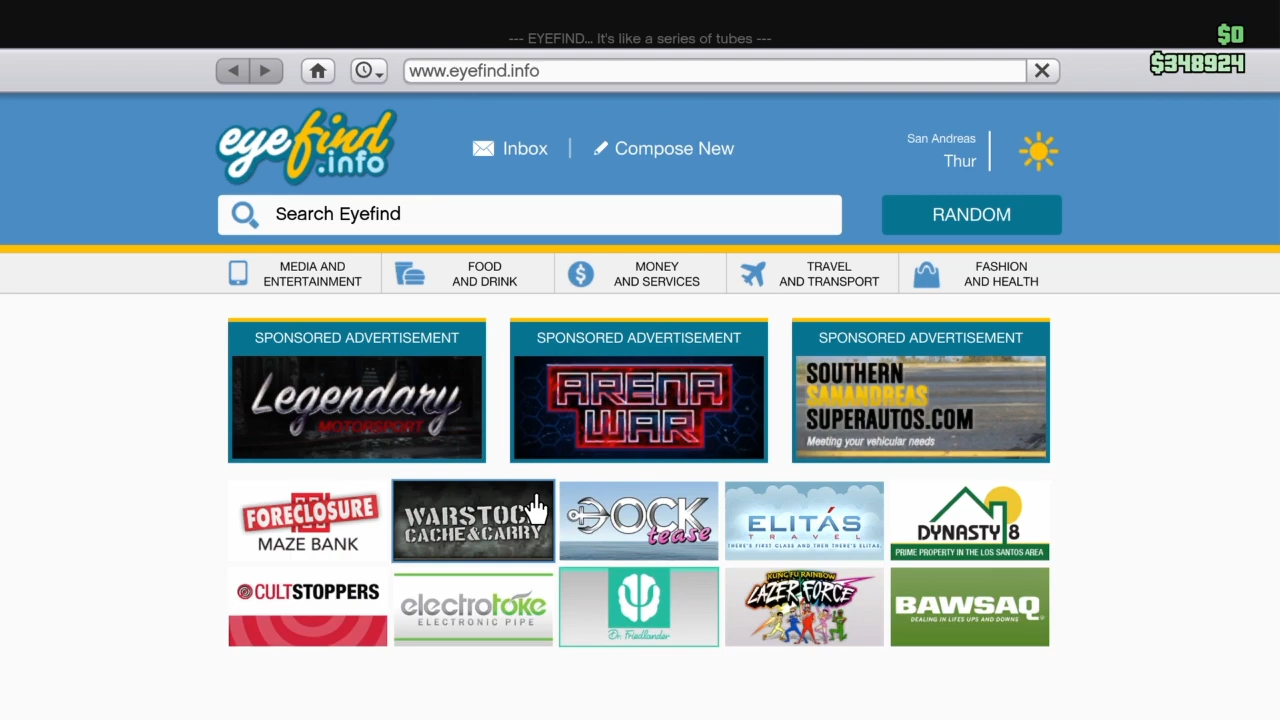 --- EYEFIND... It's like a series of tubes ---
$0
$348924
www.eyefind.info
eyefind
.info
Inbox
Compose New
San Andreas
Thur
Search Eyefind
RANDOM
MEDIA AND
ENTERTAINMENT
FOOD
AND DRINK
MONEY
AND SERVICES
TRAVEL
AND TRANSPORT
FASHION
AND HEALTH
SPONSORED ADVERTISEMENT
Legendary
MOTORSPORT
SPONSORED ADVERTISEMENT
ARENA
WAR
SPONSORED ADVERTISEMENT
SOUTHERN
SANANDREAS
SUPERAUTOS.COM
Meeting your vehicular needs
FORECLOSURE
MAZE BANK
WARSTOCK
CACHE&CARRY
DOCK
tease
ELITÁS
TRAVEL
THERE'S FIRST CLASS AND THEN THERE'S ELITAS
DYNASTY 8
PRIME PROPERTY IN THE LOS SANTOS AREA
CULTSTOPPERS
electrotoke
ELECTRONIC PIPE
Dr. Friedlander
KUNG FU RAINBOW
LAZER FORCE
BAWSAQ
DEALING IN LIFES UPS AND DOWNS